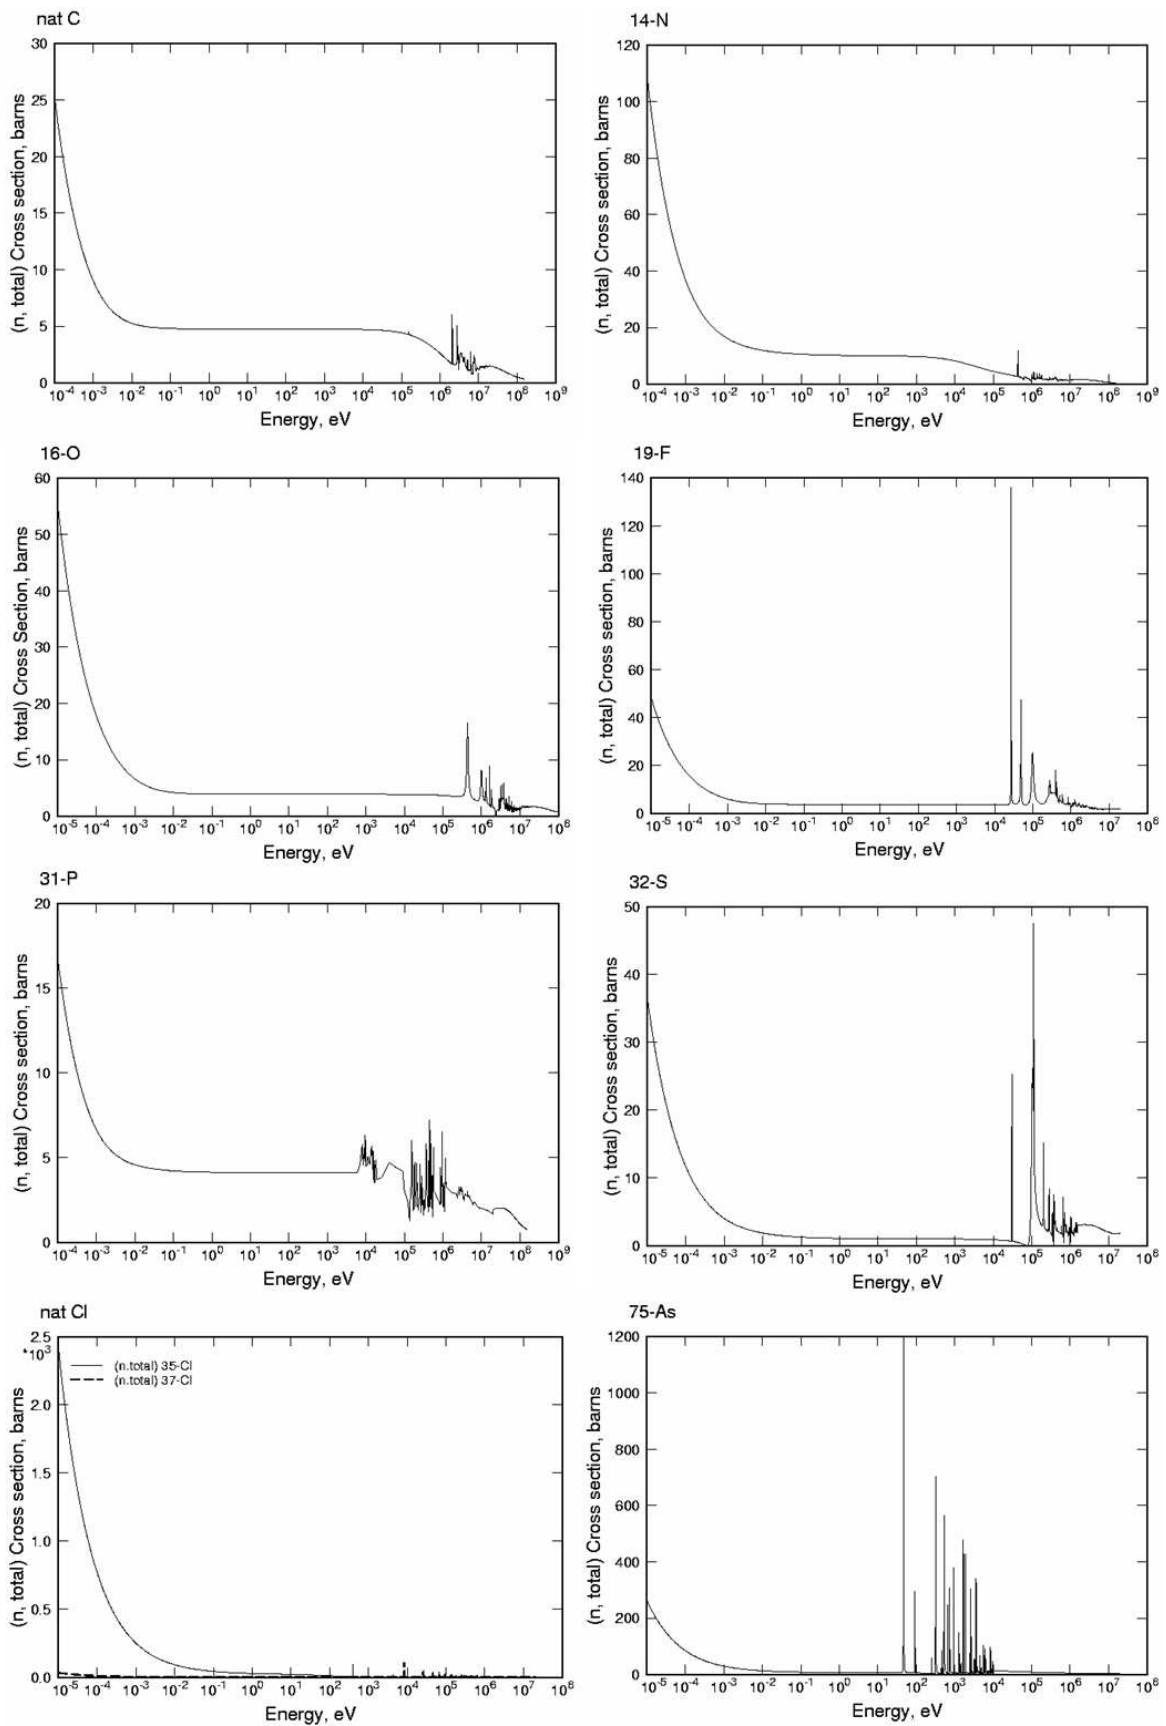 nat C
(n, total) Cross section, barns
30
25
20
15
10
5
0
10-4 10-3 10-2 10-1 100 101 102 103 104 105 106 107 108 109
Energy, eV
14-N
(n, total) Cross section, barns
120
100
80
60
40
20
0
10-4 10-3 10-2 10-1 100 101 102 103 104 105 106 107 108 109
Energy, eV
16-O
(n, total) Cross Section, barns
60
50
40
30
20
10
0
10-5 10-4 10-3 10-2 10-1 100 101 102 103 104 105 106 107 108
Energy, eV
19-F
(n, total) Cross section, barns
140
120
100
80
60
40
20
0
10-5 10-4 10-3 10-2 10-1 100 101 102 103 104 105 106 107 108
Energy, eV
31-P
(n, total) Cross section, barns
20
15
10
5
0
10-4 10-3 10-2 10-1 100 101 102 103 104 105 106 107 108 109
Energy, eV
32-S
(n, total) Cross section, barns
50
40
30
20
10
0
10-5 10-4 10-3 10-2 10-1 100 101 102 103 104 105 106 107 108
Energy, eV
nat Cl
(n, total) Cross section, barns
2.5
*103
2.0
1.5
1.0
0.5
0.0
(n.total) 35-Cl
(n.total) 37-Cl
10-5 10-4 10-3 10-2 10-1 100 101 102 103 104 105 106 107 108
Energy, eV
75-As
(n, total) Cross section, barns
1200
1000
800
600
400
200
0
10-5 10-4 10-3 10-2 10-1 100 101 102 103 104 105 106 107 108
Energy, eV